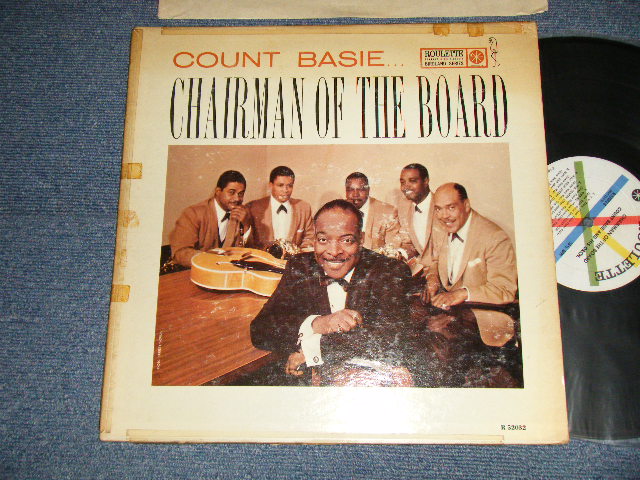 COUNT BASIE...
ROULETTE
BIRDLAND SERIES
CHAIRMAN OF THE BOARD
ROULETTE
R 52032